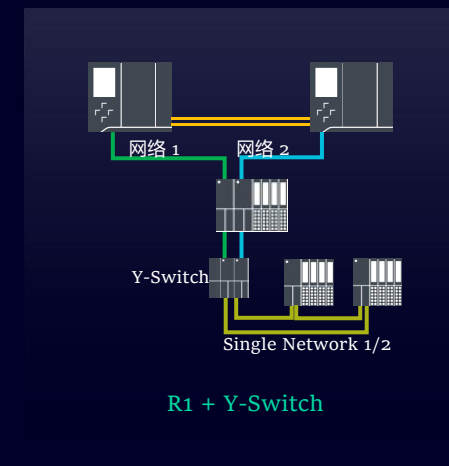 网络 1
网络 2
Y-Switch
Single Network 1/2
R1 + Y-Switch